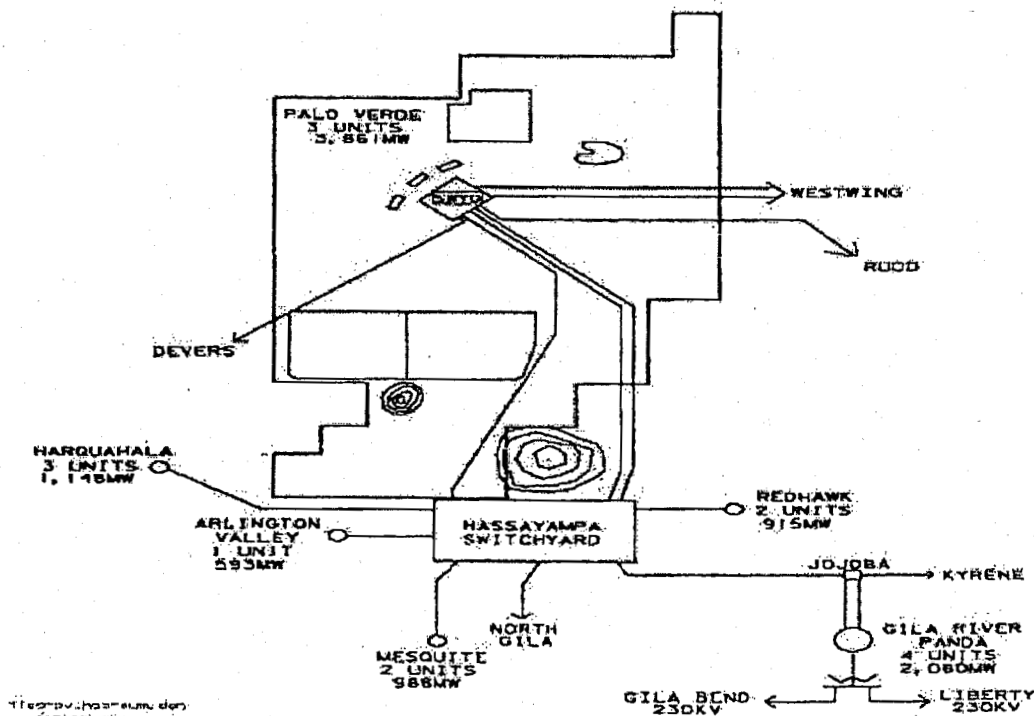 PALO VERDE
3 UNITS
3,861MW
WESTWING
RUDD
DEVERS
HARQUAHALA
3 UNITS
1,148MW
ARLINGTON
VALLEY
1 UNIT
593MW
HASSAYAMPA
SWITCHYARD
REDHAWK
2 UNITS
915MW
JOJOBA
KYRENE
NORTH
GILA
MESQUITE
2 UNITS
988MW
GILA RIVER
PANDA
4 UNITS
2,080MW
GILA BEND
230KV
LIBERTY
230KV